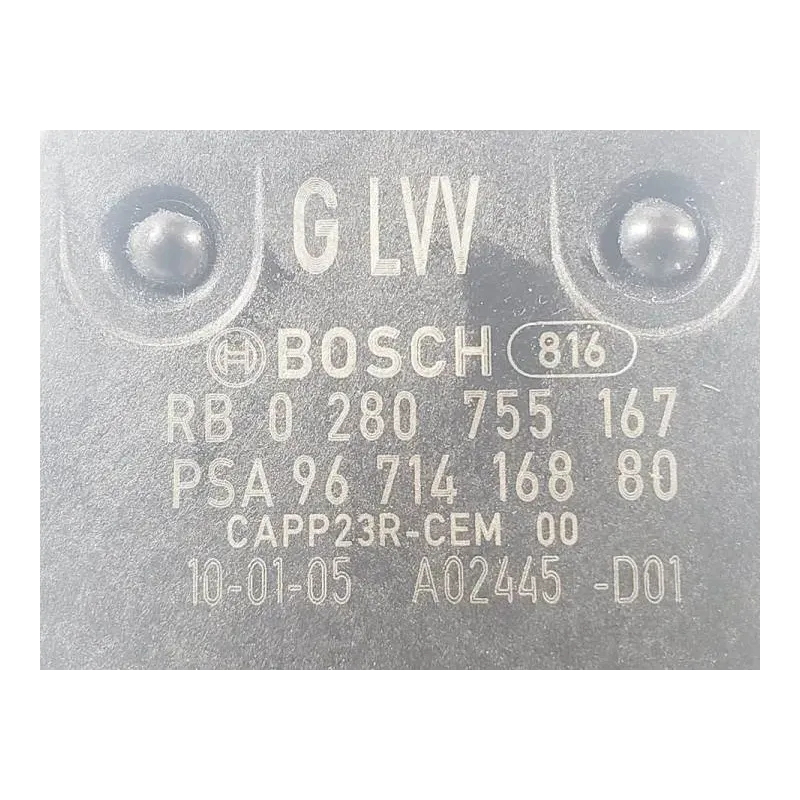 G LVV
BOSCH 816
RB 0 280 755 167
PSA 96 714 168 80
CAPP23R-CEM 00
10-01-05 A02445 -D01